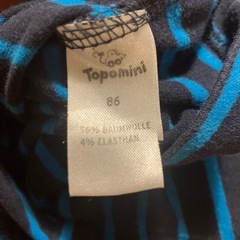 Topomini
86
96% BAUMWOLLE
4% ELASTHAN